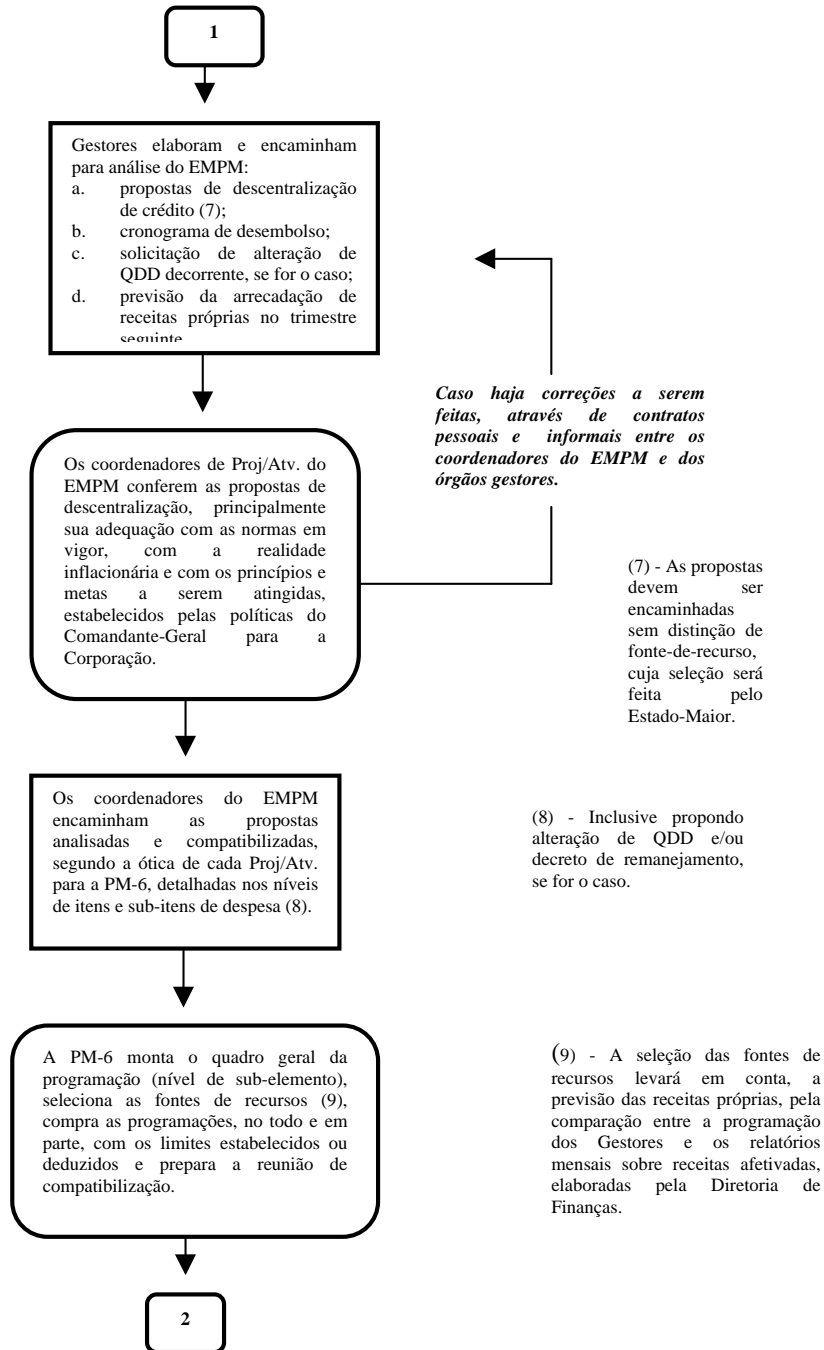 1
Gestores elaboram e encaminham
para análise do EMPM:
a. propostas de descentralização
de crédito (7);
b. cronograma de desembolso;
c. solicitação de alteração de
QDD decorrente, se for o caso;
d. previsão da arrecadação de
receitas próprias no trimestre
seguinte
Caso haja correções a serem
feitas, através de contratos
pessoais e informais entre os
coordenadores do EMPM e dos
órgãos gestores.
Os coordenadores de Proj/Atv. do
EMPM conferem as propostas de
descentralização, principalmente
sua adequação com as normas em
vigor, com a realidade
inflacionária e com os princípios e
metas a serem atingidas,
estabelecidos pelas políticas do
Comandante-Geral para a
Corporação.
(7) - As propostas
devem ser
encaminhadas
sem distinção de
fonte-de-recurso,
cuja seleção será
feita pelo
Estado-Maior.
Os coordenadores do EMPM
encaminham as propostas
analisadas e compatibilizadas,
segundo a ótica de cada Proj/Atv.
para a PM-6, detalhadas nos níveis
de itens e sub-itens de despesa (8).
(8) - Inclusive propondo
alteração de QDD e/ou
decreto de remanejamento,
se for o caso.
A PM-6 monta o quadro geral da
programação (nível de sub-elemento),
seleciona as fontes de recursos (9),
compra as programações, no todo e em
parte, com os limites estabelecidos ou
deduzidos e prepara a reunião de
compatibilização.
(9) - A seleção das fontes de
recursos levará em conta, a
previsão das receitas próprias, pela
comparação entre a programação
dos Gestores e os relatórios
mensais sobre receitas afetivadas,
elaboradas pela Diretoria de
Finanças.
2